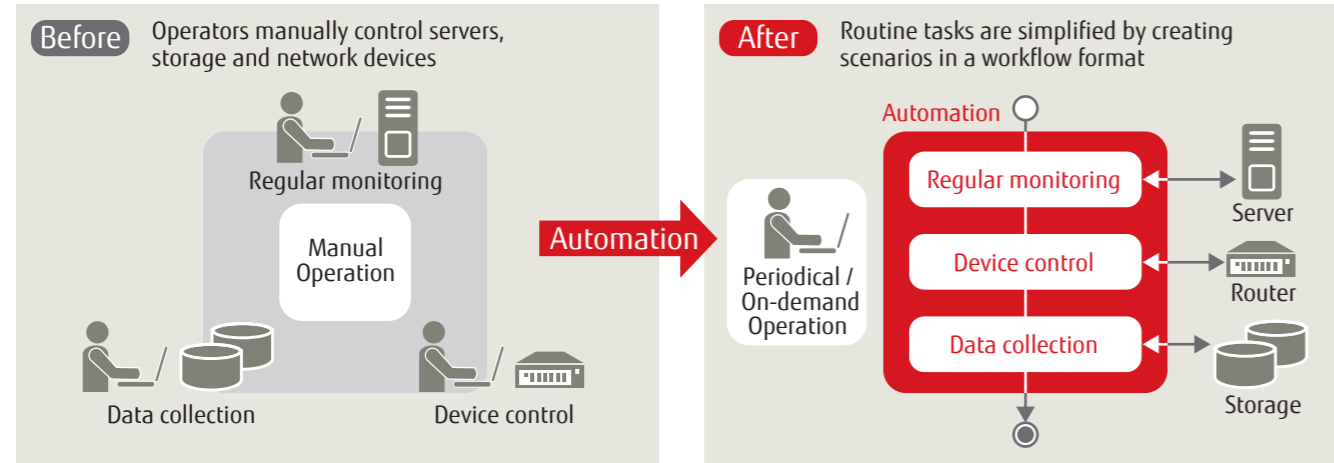 Before
Operators manually control servers,
storage and network devices
Regular monitoring
Manual
Operation
Data collection
Device control
Automation
After
Routine tasks are simplified by creating
scenarios in a workflow format
Automation
Periodical /
On-demand
Operation
Regular monitoring
Device control
Data collection
Server
Router
Storage